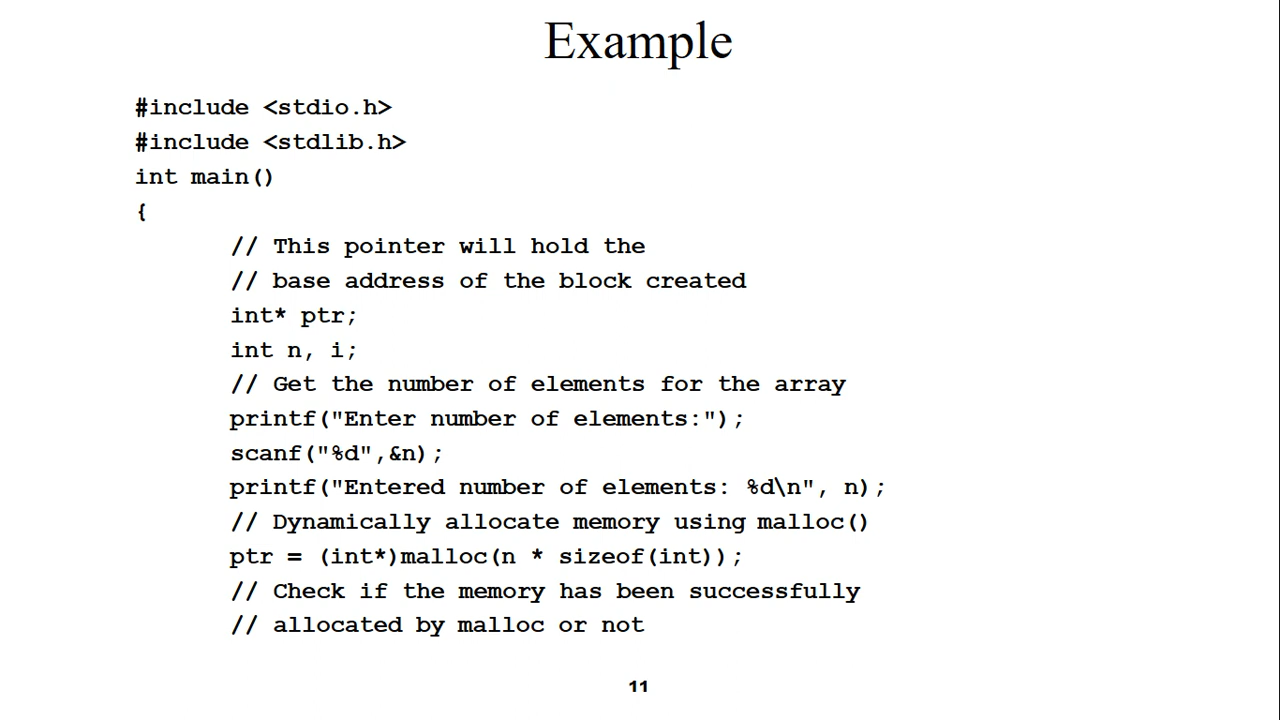 Example
#include <stdio.h>
#include <stdlib.h>
int main()
{
// This pointer will hold the
// base address of the block created
int* ptr;
int n, i;
// Get the number of elements for the array
printf("Enter number of elements:");
scanf("%d",&n);
printf("Entered number of elements: %d\n", n);
// Dynamically allocate memory using malloc()
ptr = (int*)malloc(n * sizeof(int));
// Check if the memory has been successfully
// allocated by malloc or not
11